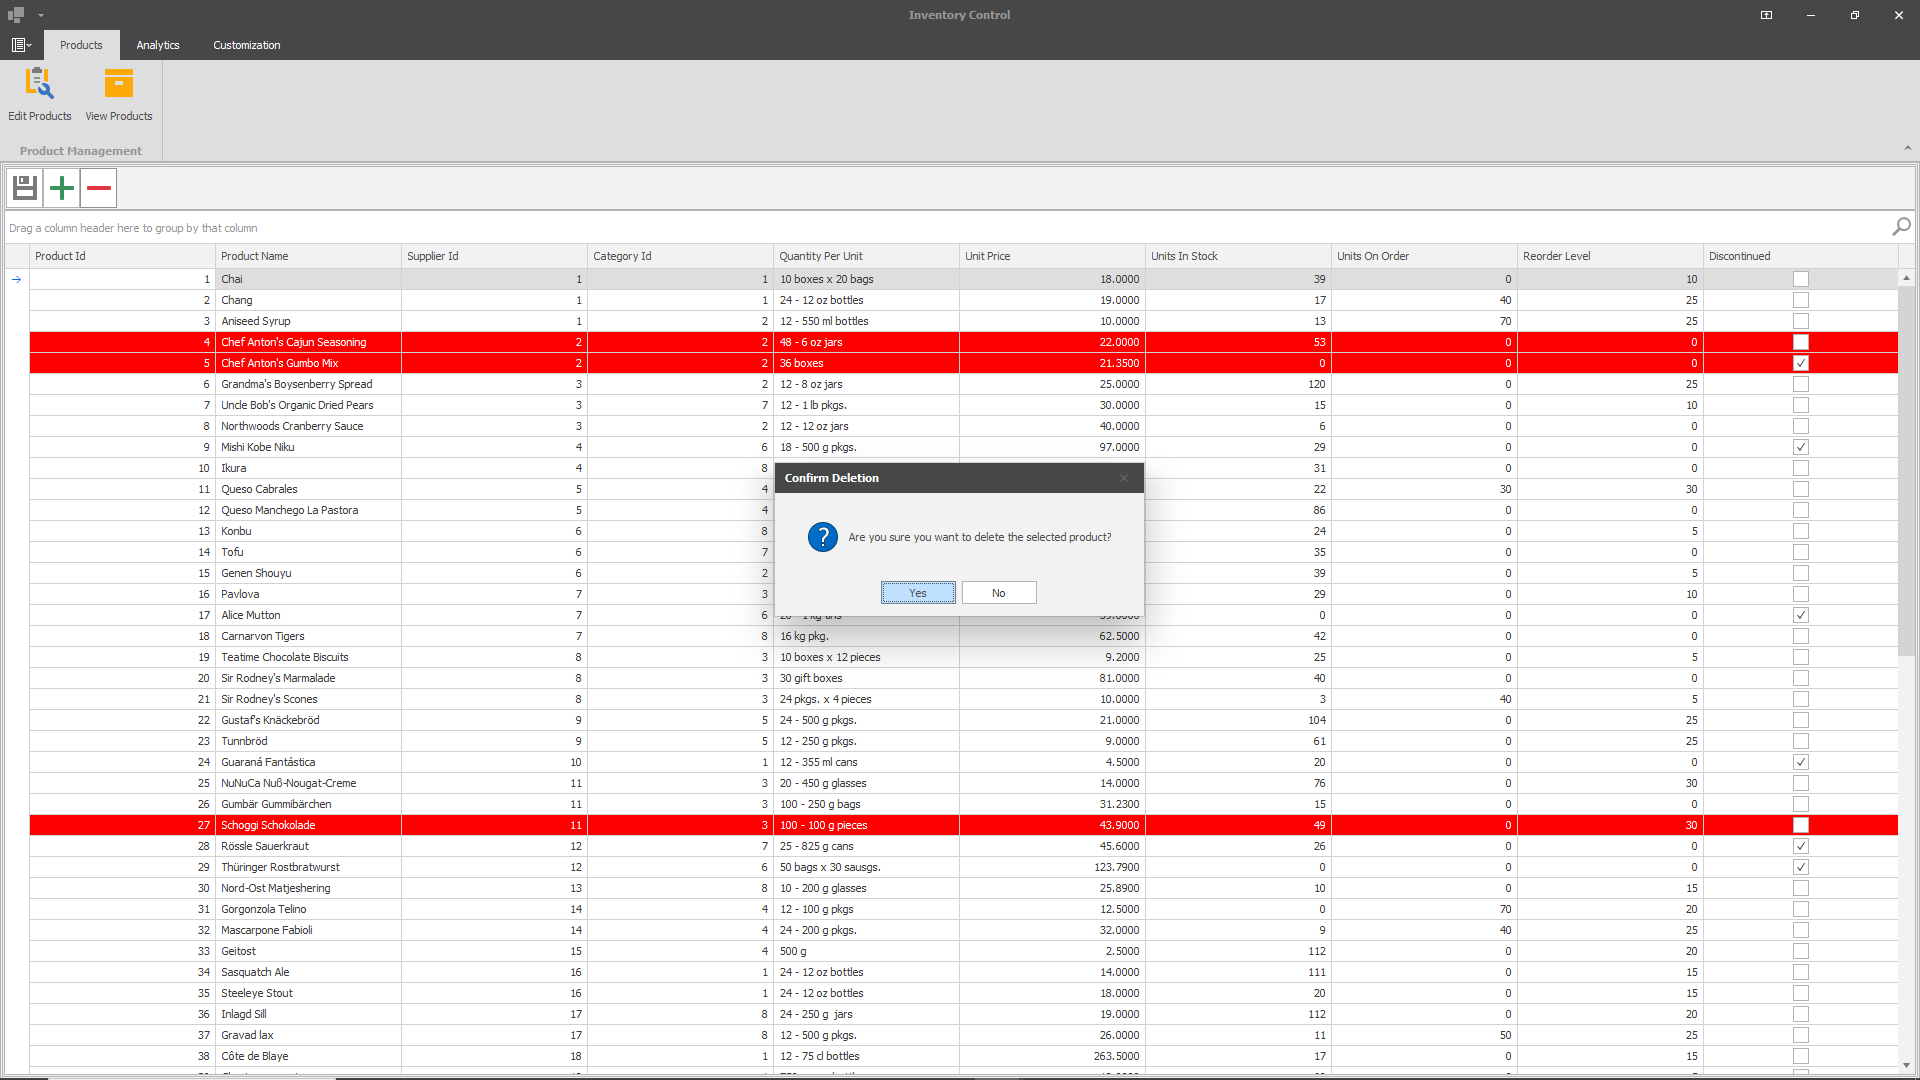 Inventory Control
Products Analytics Customization
Edit Products View Products
Product Management
Drag a column header here to group by that column
Product Id Product Name Supplier Id Category Id Quantity Per Unit Unit Price Units In Stock Units On Order Reorder Level Discontinued
1 Chai 1 1 10 boxes x 20 bags 18.0000 39 0 10
2 Chang 1 1 24 - 12 oz bottles 19.0000 17 40 25
3 Aniseed Syrup 1 2 12 - 550 ml bottles 10.0000 13 70 25
4 Chef Anton's Cajun Seasoning 2 2 48 - 6 oz jars 22.0000 53 0 0
5 Chef Anton's Gumbo Mix 2 2 36 boxes 21.3500 0 0 0
6 Grandma's Boysenberry Spread 3 2 12 - 8 oz jars 25.0000 120 0 25
7 Uncle Bob's Organic Dried Pears 3 7 12 - 1 lb pkgs. 30.0000 15 0 10
8 Northwoods Cranberry Sauce 3 2 12 - 12 oz jars 40.0000 6 0 0
9 Mishi Kobe Niku 4 6 18 - 500 g pkgs. 97.0000 29 0 0
10 Ikura 4 8 31 0 0
11 Queso Cabrales 5 4 22 30 30
12 Queso Manchego La Pastora 5 4 86 0 0
13 Konbu 6 8 24 0 5
14 Tofu 6 7 35 0 0
15 Genen Shouyu 6 2 39 0 5
16 Pavlova 7 3 29 0 10
17 Alice Mutton 7 6 0 0 0
Confirm Deletion
Are you sure you want to delete the selected product?
Yes No
18 Carnarvon Tigers 7 8 16 kg pkg. 62.5000 42 0 0
19 Teatime Chocolate Biscuits 8 3 10 boxes x 12 pieces 9.2000 25 0 5
20 Sir Rodney's Marmalade 8 3 30 gift boxes 81.0000 40 0 0
21 Sir Rodney's Scones 8 3 24 pkgs. x 4 pieces 10.0000 3 40 5
22 Gustaf's Knäckebröd 9 5 24 - 500 g pkgs. 21.0000 104 0 25
23 Tunnbröd 9 5 12 - 250 g pkgs. 9.0000 61 0 25
24 Guaraná Fantástica 10 1 12 - 355 ml cans 4.5000 20 0 0
25 NuNuCa Nuß-Nougat-Creme 11 3 20 - 450 g glasses 14.0000 76 0 30
26 Gumbär Gummibärchen 11 3 100 - 250 g bags 31.2300 15 0 0
27 Schoggi Schokolade 11 3 100 - 100 g pieces 43.9000 49 0 30
28 Rössle Sauerkraut 12 7 25 - 825 g cans 45.6000 26 0 0
29 Thüringer Rostbratwurst 12 6 50 bags x 30 sausgs. 123.7900 0 0 0
30 Nord-Ost Matjeshering 13 8 10 - 200 g glasses 25.8900 10 0 15
31 Gorgonzola Telino 14 4 12 - 100 g pkgs 12.5000 0 70 20
32 Mascarpone Fabioli 14 4 24 - 200 g pkgs. 32.0000 9 40 25
33 Geitost 15 4 500 g 2.5000 112 0 20
34 Sasquatch Ale 16 1 24 - 12 oz bottles 14.0000 111 0 15
35 Steeleye Stout 16 1 24 - 12 oz bottles 18.0000 20 0 15
36 Inlagd Sill 17 8 24 - 250 g jars 19.0000 112 0 20
37 Gravad lax 17 8 12 - 500 g pkgs. 26.0000 11 50 25
38 Côte de Blaye 18 1 12 - 75 cl bottles 263.5000 17 0 15